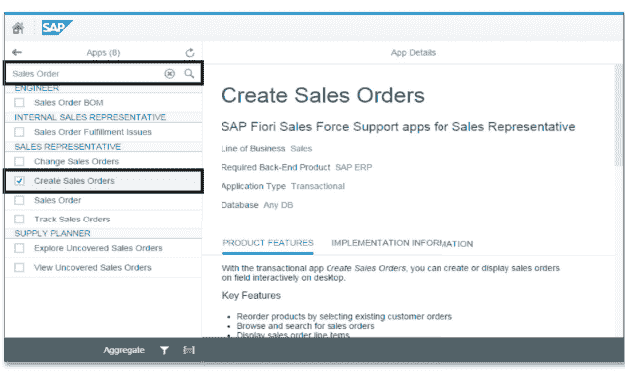 SAP
Apps (8)
App Details
Sales Order
ENGINEER
Sales Order BOM
INTERNAL SALES REPRESENTATIVE
Sales Order Fulfillment Issues
SALES REPRESENTATIVE
Change Sales Orders
Create Sales Orders
Sales Order
Track Sales Orders
SUPPLY PLANNER
Explore Uncovered Sales Orders
View Uncovered Sales Orders
Create Sales Orders
SAP Fiori Sales Force Support apps for Sales Representative
Line of Business Sales
Required Back-End Product SAP ERP
Application Type Transactional
Database Any DB
PRODUCT FEATURES IMPLEMENTATION INFORMATION
With the transactional app Create Sales Orders, you can create or display sales orders
on field interactively on desktop.
Key Features
• Reorder products by selecting existing customer orders
• Browse and search for sales orders
• Display sales order line items
Aggregate